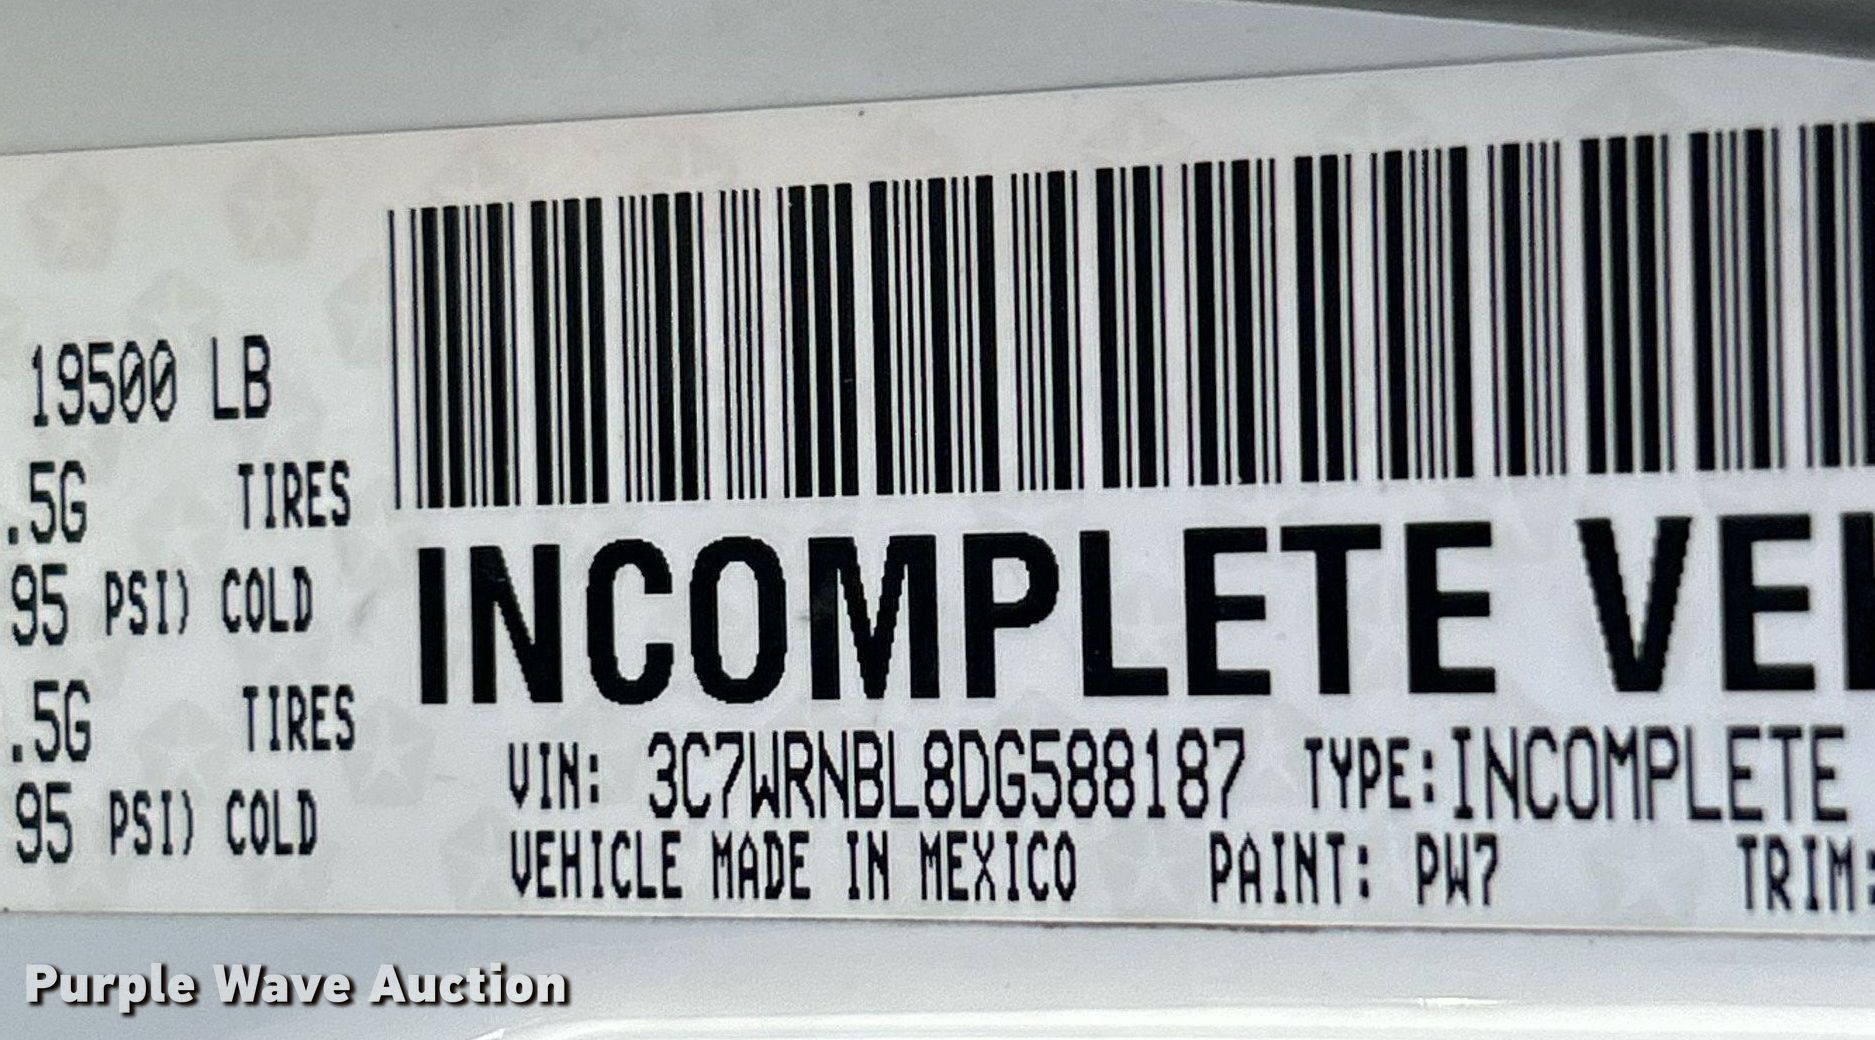 19500 LB
.5G TIRES
95 PSI) COLD
.5G TIRES
95 PSI) COLD
INCOMPLETE VE
VIN: 3C7WRNBL8DG588187 TYPE:INCOMPLETE
VEHICLE MADE IN MEXICO PAINT: PW7 TRIM:
Purple Wave Auction